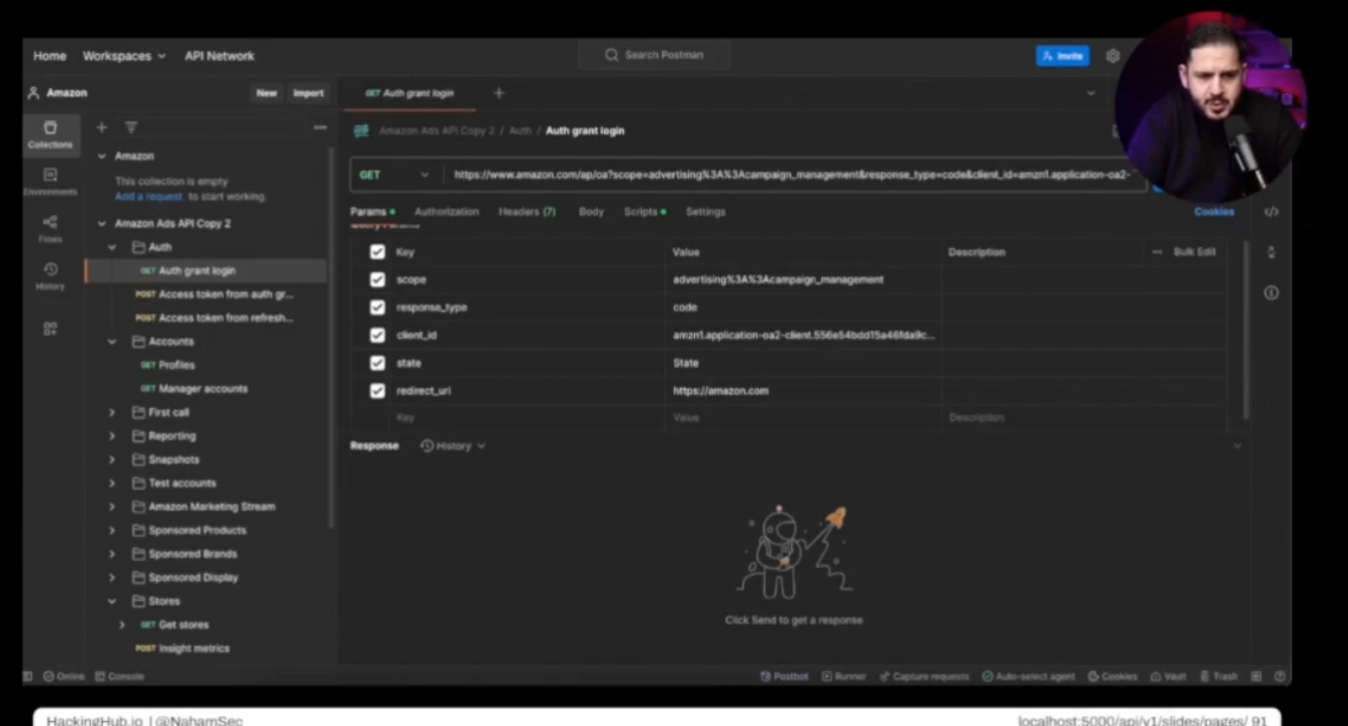 Home Workspaces API Network Search Postman Invite
Amazon New Import GET Auth grant login
Collections
Environments
Flows
History
Amazon
This collection is empty
Add a request to start working.
Amazon Ads API Copy 2
Auth
GET Auth grant login
POST Access token from auth gr...
POST Access token from refresh...
Accounts
GET Profiles
GET Manager accounts
First call
Reporting
Snapshots
Test accounts
Amazon Marketing Stream
Sponsored Products
Sponsored Brands
Sponsored Display
Stores
GET Get stores
POST Insight metrics
Amazon Ads API Copy 2 / Auth / Auth grant login
GET https://www.amazon.com/ap/oa?scope=advertising%3A%3Acampaign_management&response_type=code&client_id=amzn1.application-oa2-
Params Authorization Headers (7) Body Scripts Settings Cookies
Query Params
Key Value Description Bulk Edit
scope advertising%3A%3Acampaign_management
response_type code
client_id amzn1.application-oa2-client.556e54bdd15a46fda9c...
state State
redirect_uri https://amazon.com
Key Value Description
Response History
Click Send to get a response
Online Console Postbot Runner Capture requests Auto-select agent Cookies Vault Trash
HackingHub.io | @NahamSec localhost:5000/api/v1/slides/pages/ 91